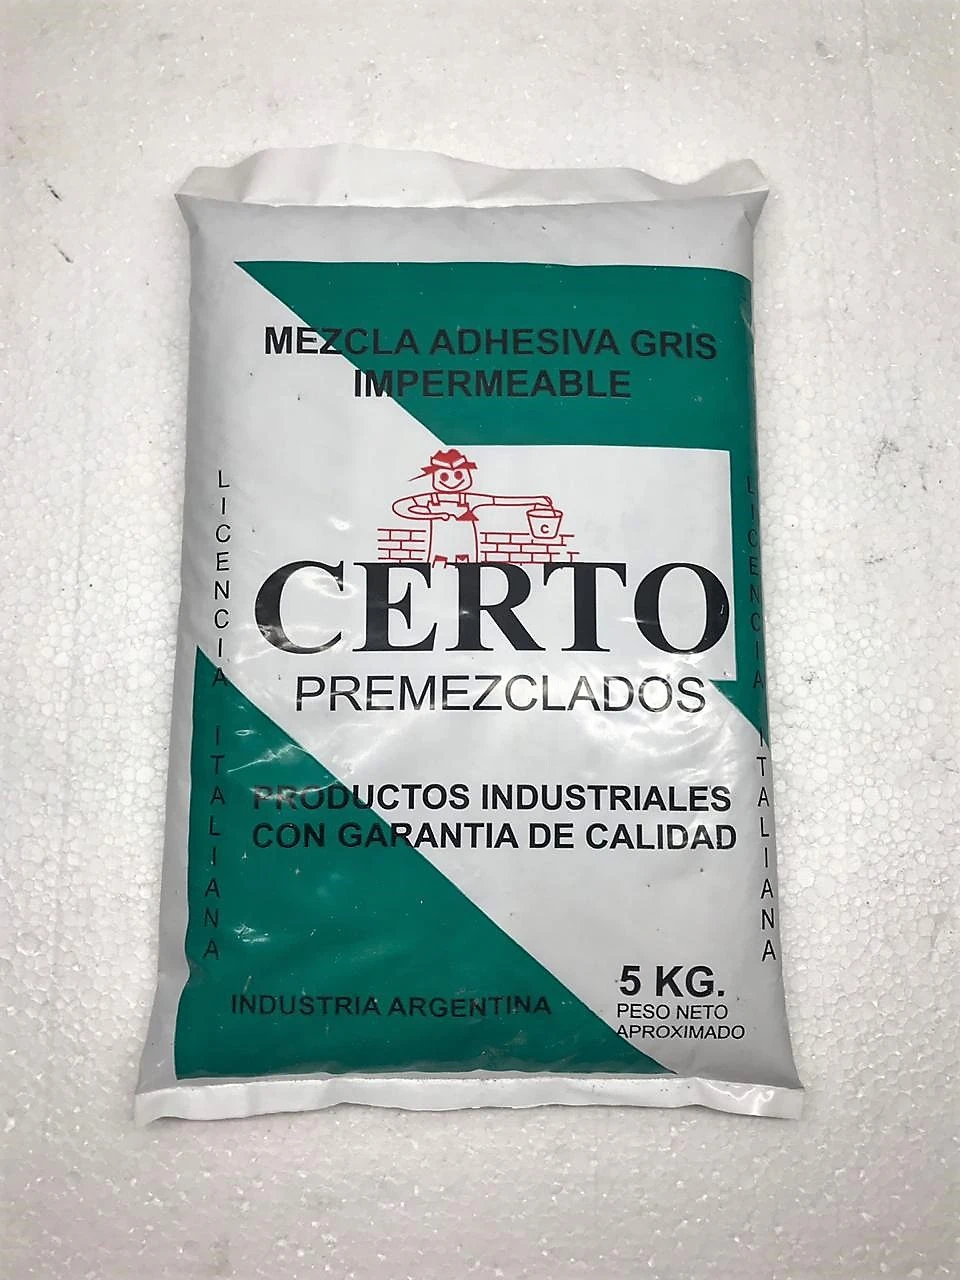 MEZCLA ADHESIVA GRIS
IMPERMEABLE
C
CERTO
PREMEZCLADOS
LICENCIA ITALIANA
LICENCIA ITALIANA
PRODUCTOS INDUSTRIALES
CON GARANTIA DE CALIDAD
INDUSTRIA ARGENTINA
5 KG.
PESO NETO
APROXIMADO